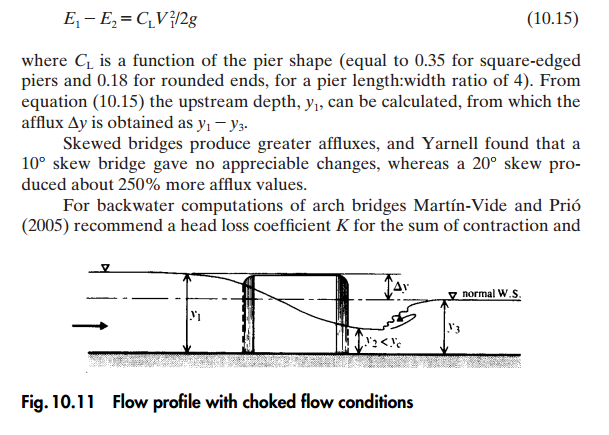 E₁ – E₂ = C_L V₁²/2g (10.15)
where C_L is a function of the pier shape (equal to 0.35 for square-edged
piers and 0.18 for rounded ends, for a pier length:width ratio of 4). From
equation (10.15) the upstream depth, y₁, can be calculated, from which the
afflux Δy is obtained as y₁ – y₃.
Skewed bridges produce greater affluxes, and Yarnell found that a
10° skew bridge gave no appreciable changes, whereas a 20° skew pro-
duced about 250% more afflux values.
For backwater computations of arch bridges Martín-Vide and Prió
(2005) recommend a head loss coefficient K for the sum of contraction and
Δy
normal W.S.
y₁
y₂ < y_c
y₃
Fig. 10.11 Flow profile with choked flow conditions